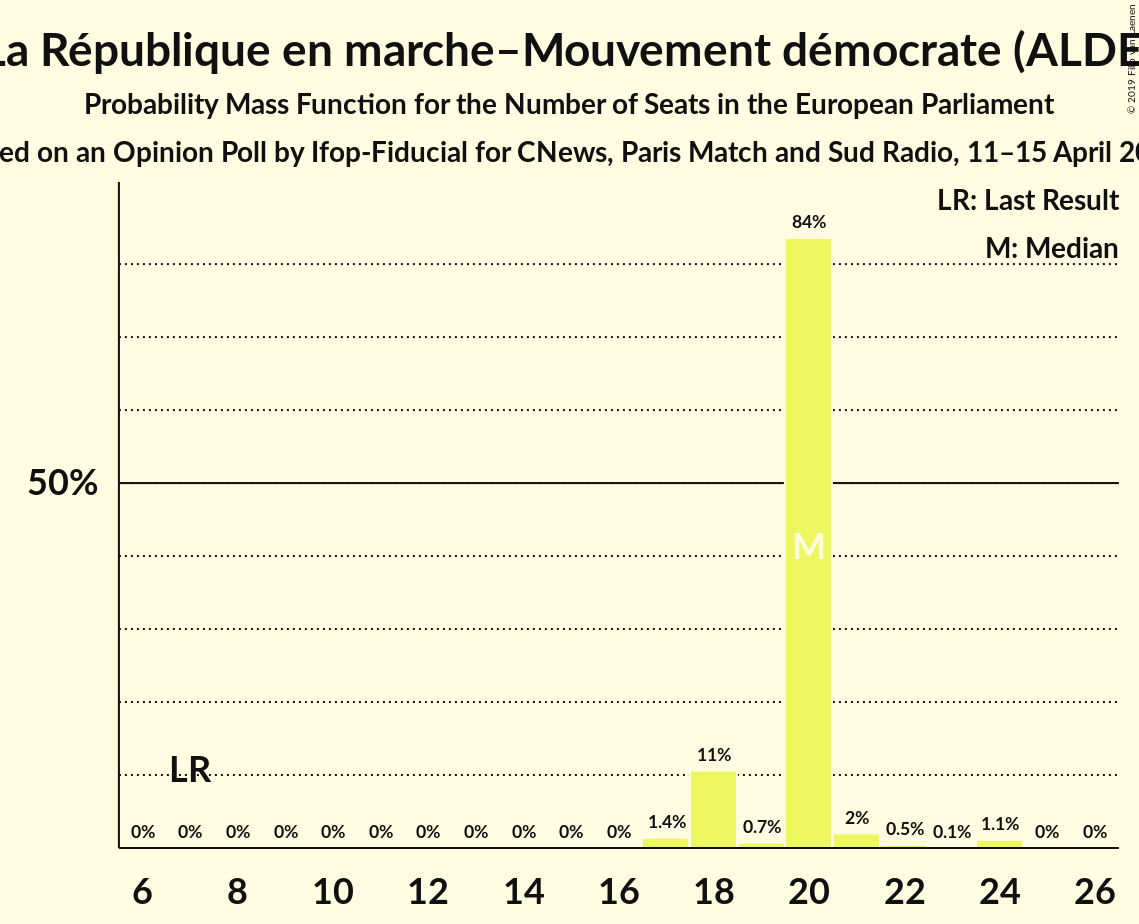 La République en marche–Mouvement démocrate (ALDE
Probability Mass Function for the Number of Seats in the European Parliament
ed on an Opinion Poll by Ifop-Fiducial for CNews, Paris Match and Sud Radio, 11–15 April 20
© 2019
LR: Last Result
M: Median
84%
50%
M
LR
11%
0% 0% 0% 0% 0% 0% 0% 0% 0% 0% 0% 1.4% 0.7% 2% 0.5% 0.1% 1.1% 0% 0%
6 8 10 12 14 16 18 20 22 24 26